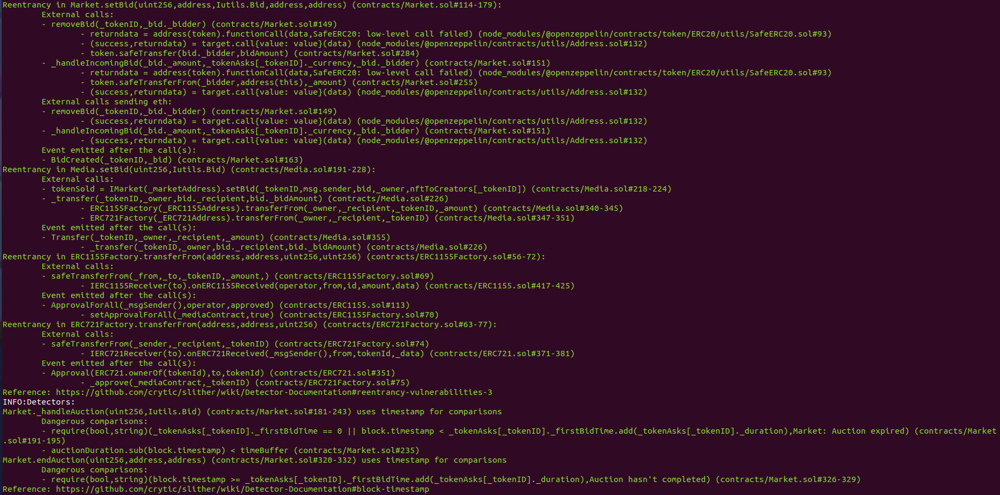 Reentrancy in Market.setBid(uint256,address,Iutils.Bid,address,address) (contracts/Market.sol#114-179):
External calls:
- removeBid(_tokenID,_bid._bidder) (contracts/Market.sol#149)
- returndata = address(token).functionCall(data,SafeERC20: low-level call failed) (node_modules/@openzeppelin/contracts/token/ERC20/utils/SafeERC20.sol#93)
- (success,returndata) = target.call{value: value}(data) (node_modules/@openzeppelin/contracts/utils/Address.sol#132)
- token.safeTransfer(bid._bidder,bidAmount) (contracts/Market.sol#284)
- _handleIncomingBid(_bid._amount,_tokenAsks[_tokenID]._currency,_bid._bidder) (contracts/Market.sol#151)
- returndata = address(token).functionCall(data,SafeERC20: low-level call failed) (node_modules/@openzeppelin/contracts/token/ERC20/utils/SafeERC20.sol#93)
- token.safeTransferFrom(_bidder,address(this),_amount) (contracts/Market.sol#255)
- (success,returndata) = target.call{value: value}(data) (node_modules/@openzeppelin/contracts/utils/Address.sol#132)
External calls sending eth:
- removeBid(_tokenID,_bid._bidder) (contracts/Market.sol#149)
- (success,returndata) = target.call{value: value}(data) (node_modules/@openzeppelin/contracts/utils/Address.sol#132)
- _handleIncomingBid(_bid._amount,_tokenAsks[_tokenID]._currency,_bid._bidder) (contracts/Market.sol#151)
- (success,returndata) = target.call{value: value}(data) (node_modules/@openzeppelin/contracts/utils/Address.sol#132)
Event emitted after the call(s):
- BidCreated(_tokenID,_bid) (contracts/Market.sol#163)
Reentrancy in Media.setBid(uint256,Iutils.Bid) (contracts/Media.sol#191-228):
External calls:
- tokenSold = IMarket(_marketAddress).setBid(_tokenID,msg.sender,bid,_owner,nftToCreators[_tokenID]) (contracts/Media.sol#218-224)
- _transfer(_tokenID,_owner,bid._recipient,bid._bidAmount) (contracts/Media.sol#226)
- ERC1155Factory(_ERC1155Address).transferFrom(_owner,_recipient,_tokenID,_amount) (contracts/Media.sol#340-345)
- ERC721Factory(_ERC721Address).transferFrom(_owner,_recipient,_tokenID) (contracts/Media.sol#347-351)
Event emitted after the call(s):
- Transfer(_tokenID,_owner,_recipient,_amount) (contracts/Media.sol#355)
- _transfer(_tokenID,_owner,bid._recipient,bid._bidAmount) (contracts/Media.sol#226)
Reentrancy in ERC1155Factory.transferFrom(address,address,uint256,uint256) (contracts/ERC1155Factory.sol#56-72):
External calls:
- safeTransferFrom(_from,_to,_tokenID,_amount,) (contracts/ERC1155Factory.sol#69)
- IERC1155Receiver(to).onERC1155Received(operator,from,id,amount,data) (contracts/ERC1155.sol#417-425)
Event emitted after the call(s):
- ApprovalForAll(_msgSender(),operator,approved) (contracts/ERC1155.sol#113)
- setApprovalForAll(_mediaContract,true) (contracts/ERC1155Factory.sol#70)
Reentrancy in ERC721Factory.transferFrom(address,address,uint256) (contracts/ERC721Factory.sol#63-77):
External calls:
- safeTransferFrom(_sender,_recipient,_tokenID) (contracts/ERC721Factory.sol#74)
- IERC721Receiver(to).onERC721Received(_msgSender(),from,tokenId,_data) (contracts/ERC721.sol#371-381)
Event emitted after the call(s):
- Approval(ERC721.ownerOf(tokenId),to,tokenId) (contracts/ERC721.sol#351)
- _approve(_mediaContract,_tokenID) (contracts/ERC721Factory.sol#75)
Reference: https://github.com/crytic/slither/wiki/Detector-Documentation#reentrancy-vulnerabilities-3
INFO:Detectors:
Market._handleAuction(uint256,Iutils.Bid) (contracts/Market.sol#181-243) uses timestamp for comparisons
Dangerous comparisons:
- require(bool,string)(_tokenAsks[_tokenID]._firstBidTime == 0 || block.timestamp < _tokenAsks[_tokenID]._firstBidTime.add(_tokenAsks[_tokenID]._duration),Market: Auction expired) (contracts/Market
.sol#191-195)
- auctionDuration.sub(block.timestamp) < timeBuffer (contracts/Market.sol#235)
Market.endAuction(uint256,address,address) (contracts/Market.sol#320-332) uses timestamp for comparisons
Dangerous comparisons:
- require(bool,string)(block.timestamp >= _tokenAsks[_tokenID]._firstBidTime.add(_tokenAsks[_tokenID]._duration),Auction hasn't completed) (contracts/Market.sol#326-329)
Reference: https://github.com/crytic/slither/wiki/Detector-Documentation#block-timestamp